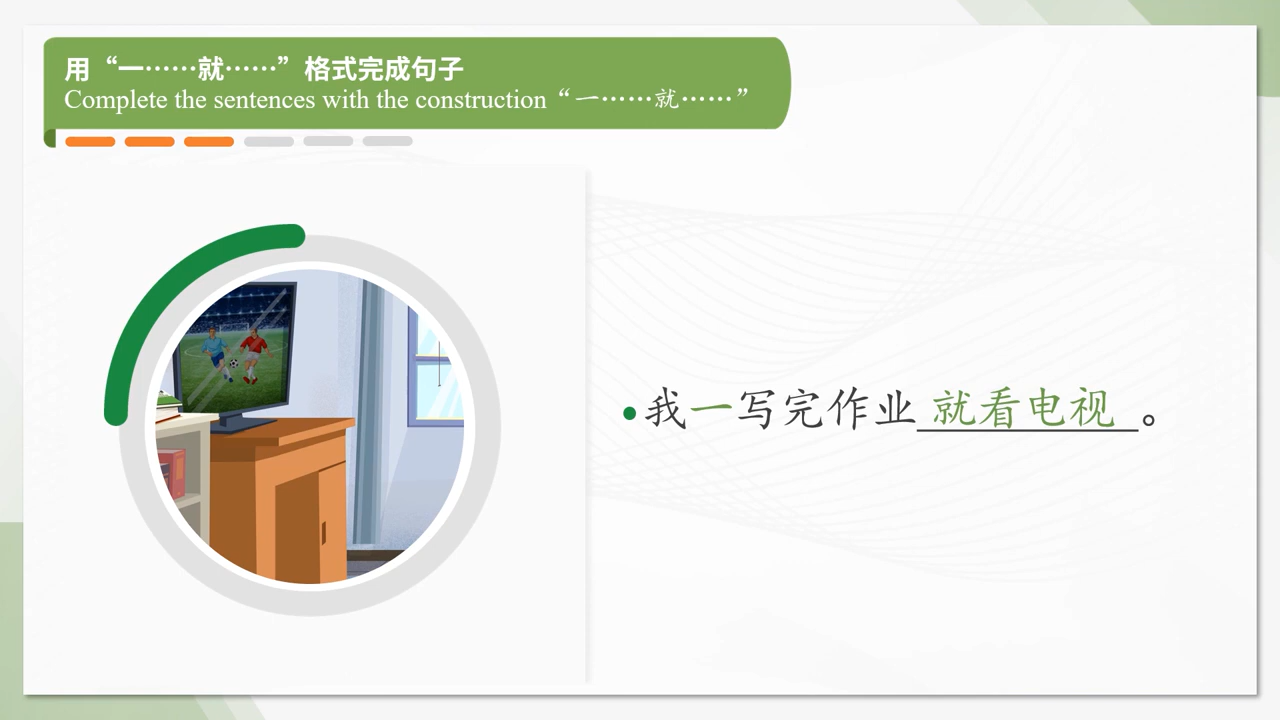 用“一……就……”格式完成句子
Complete the sentences with the construction“一……就……”
•我一写完作业就看电视。